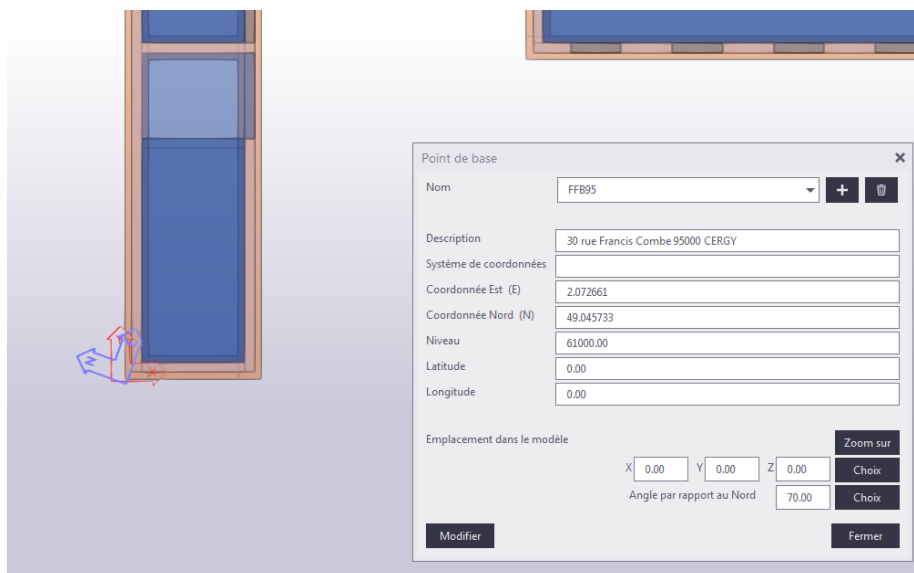 Point de base
Nom FFB95
Description 30 rue Francis Combe 95000 CERGY
Système de coordonnées
Coordonnée Est (E) 2.072661
Coordonnée Nord (N) 49.045733
Niveau 61000.00
Latitude 0.00
Longitude 0.00
Emplacement dans le modèle Zoom sur
X 0.00 Y 0.00 Z 0.00 Choix
Angle par rapport au Nord 70.00 Choix
Modifier Fermer
N
X